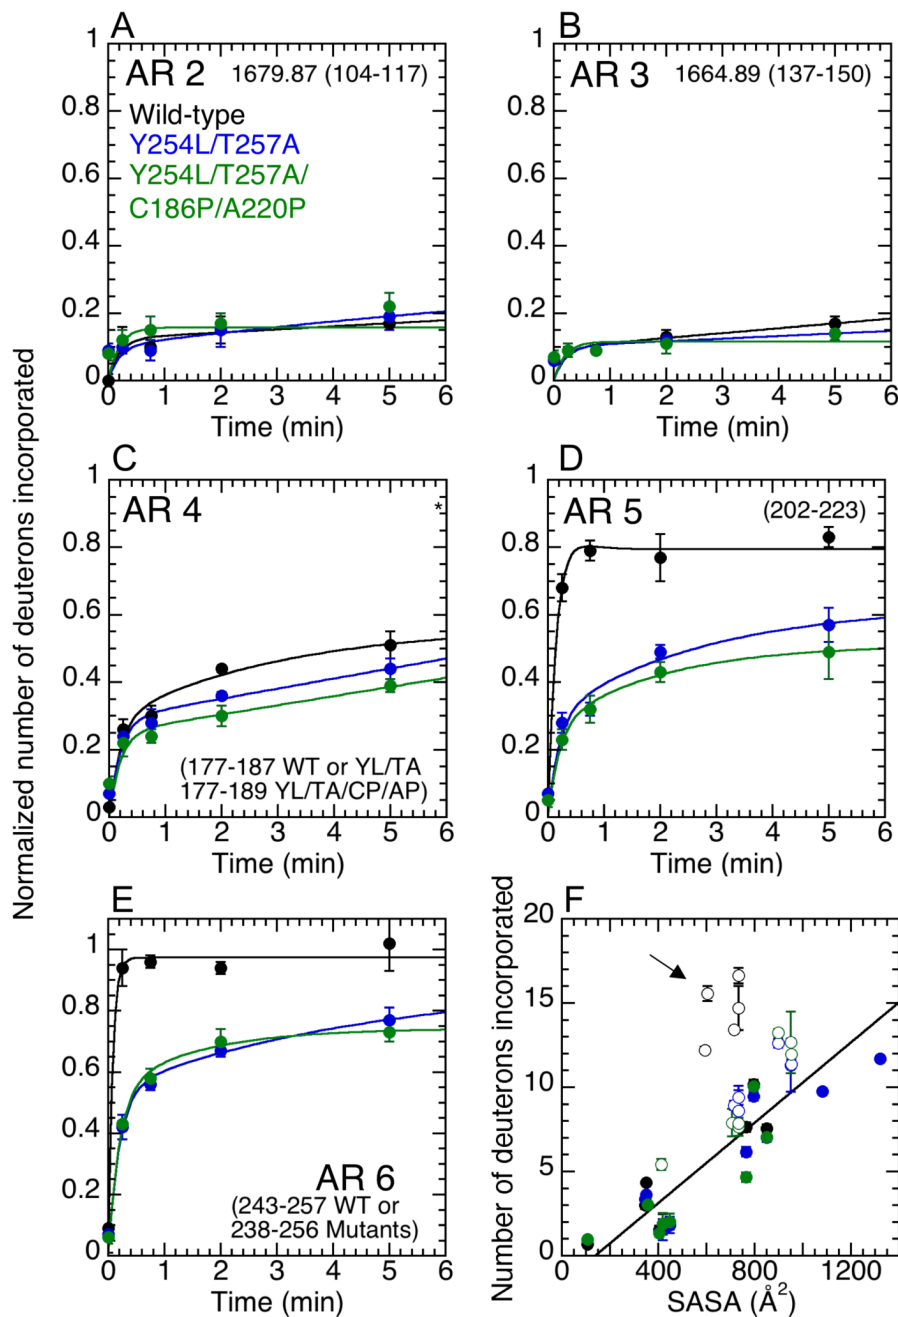 A
1
AR 2
1679.87 (104-117)
Wild-type
Y254L/T257A
Y254L/T257A/
C186P/A220P
0.8
0.6
0.4
0.2
0
0 1 2 3 4 5 6
Time (min)
B
1
AR 3
1664.89 (137-150)
0.8
0.6
0.4
0.2
0
0 1 2 3 4 5 6
Time (min)
Normalized number of deuterons incorporated
C
1
AR 4
*
0.8
0.6
0.4
0.2
0
(177-187 WT or YL/TA
177-189 YL/TA/CP/AP)
0 1 2 3 4 5 6
Time (min)
D
1
AR 5
(202-223)
0.8
0.6
0.4
0.2
0
0 1 2 3 4 5 6
Time (min)
E
1
0.8
0.6
0.4
0.2
0
AR 6
(243-257 WT or
238-256 Mutants)
0 1 2 3 4 5 6
Time (min)
F
Number of deuterons incorporated
20
15
10
5
0
0 400 800 1200
SASA (Å²)